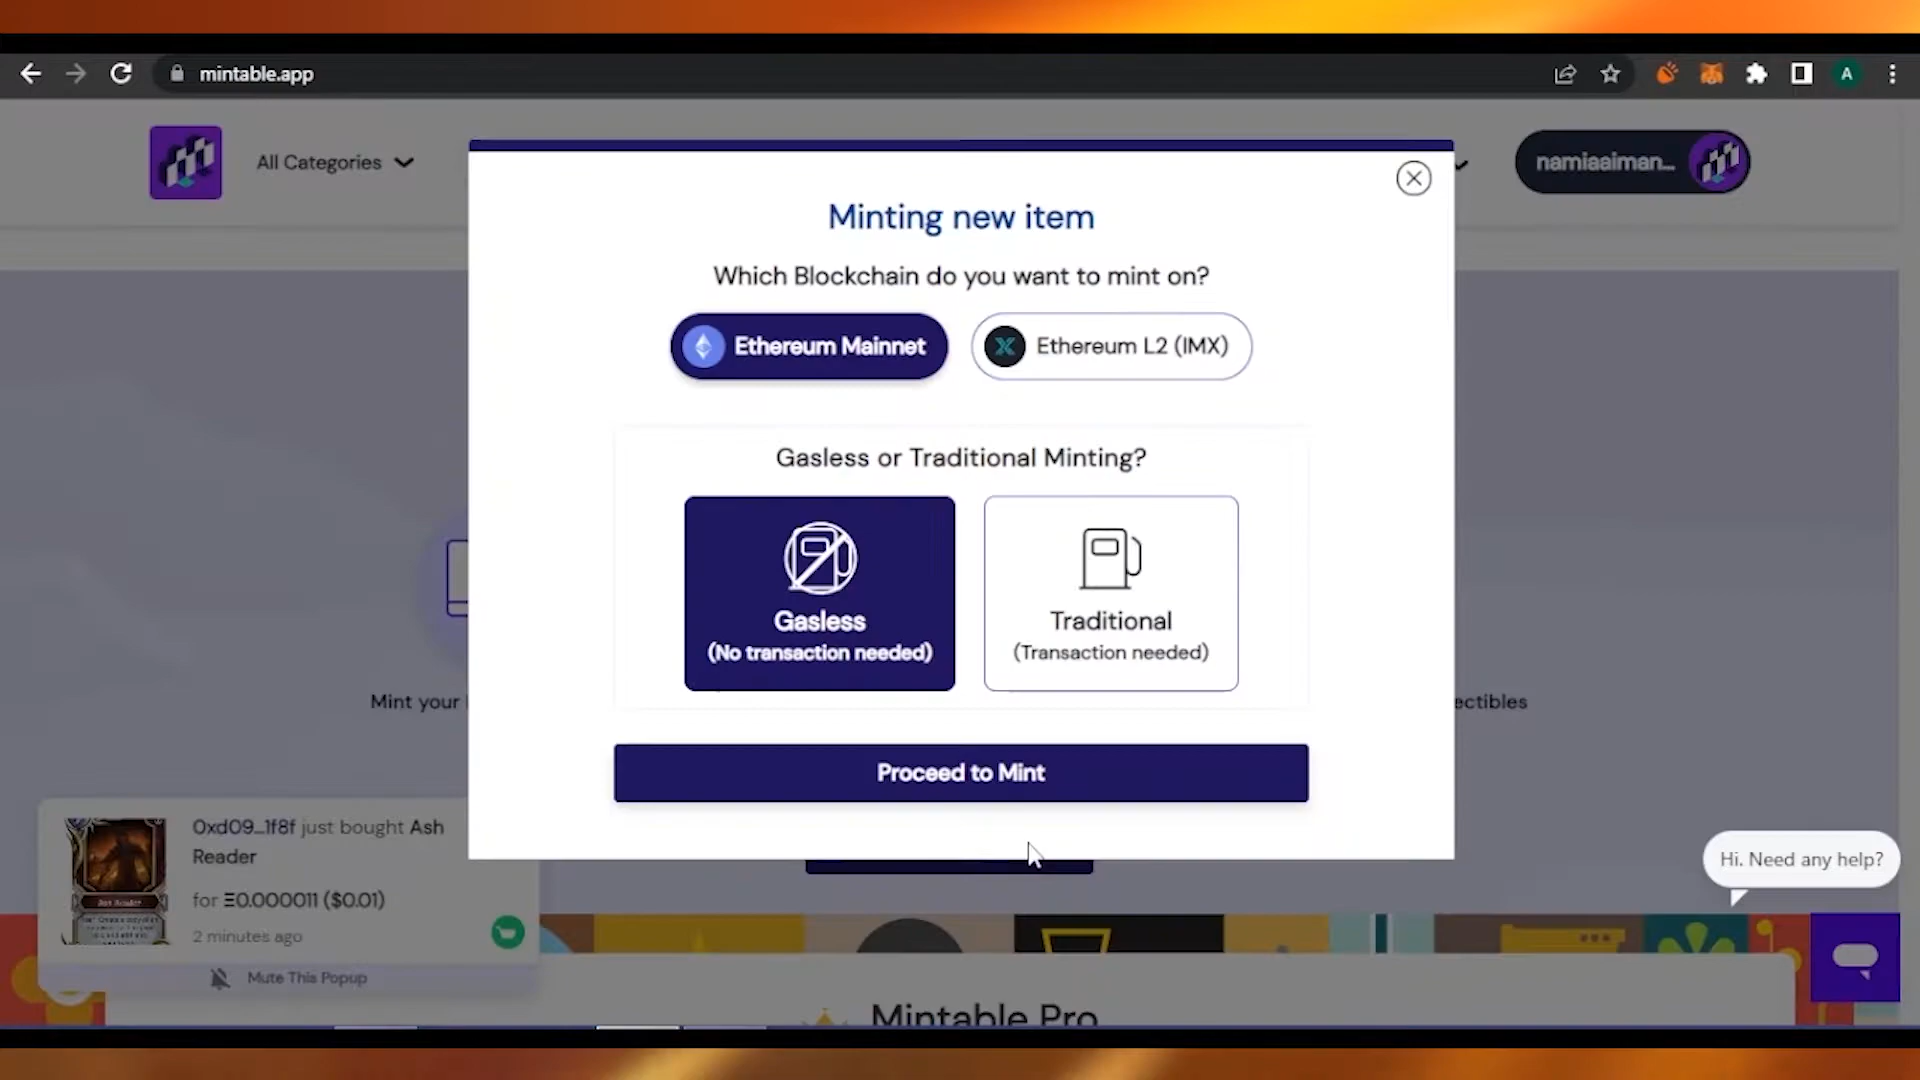 mintable.app
A
All Categories
namiaaiman...
Minting new item
Which Blockchain do you want to mint on?
Ethereum Mainnet
Ethereum L2 (IMX)
Gasless or Traditional Minting?
Gasless
(No transaction needed)
Traditional
(Transaction needed)
Mint your
ectibles
Proceed to Mint
0xd09...1f8f just bought Ash
Reader
for Ξ0.000011 ($0.01)
2 minutes ago
Mute This Popup
Hi. Need any help?
Mintable Pro